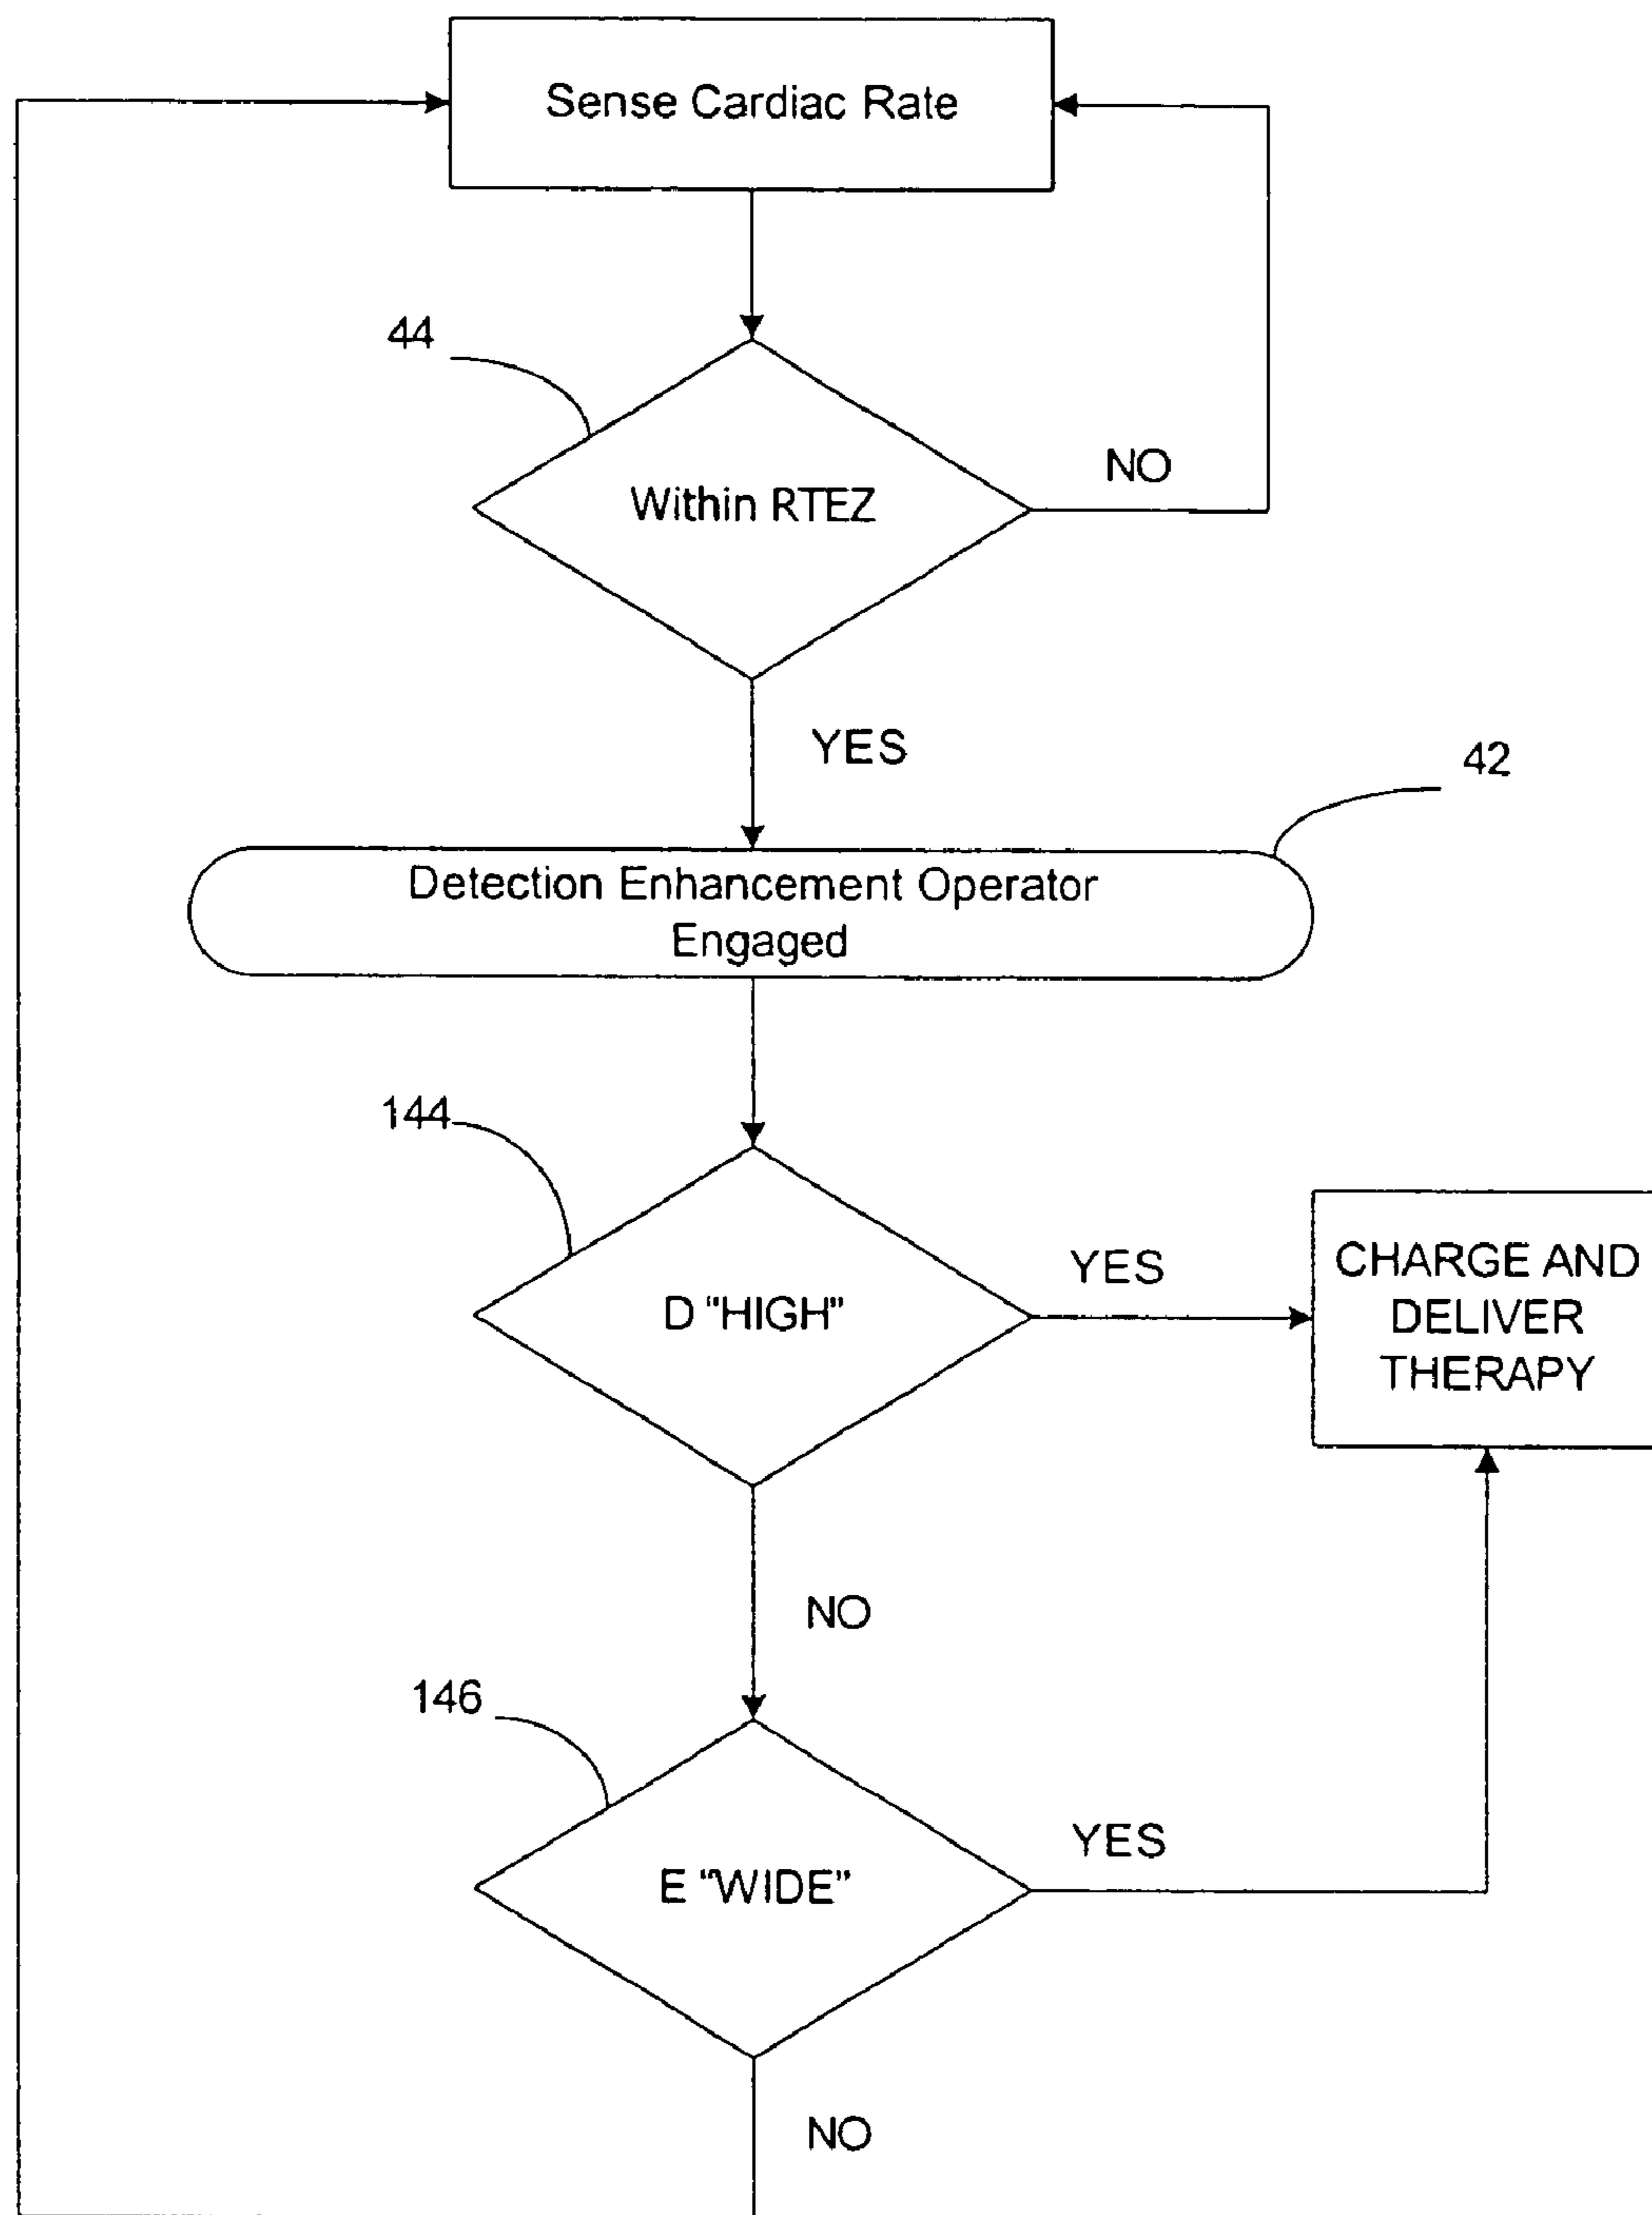 Sense Cardiac Rate
44
NO
Within RTEZ
YES
42
Detection Enhancement Operator
Engaged
144
YES
CHARGE AND
DELIVER
THERAPY
D "HIGH"
NO
146
YES
E "WIDE"
NO